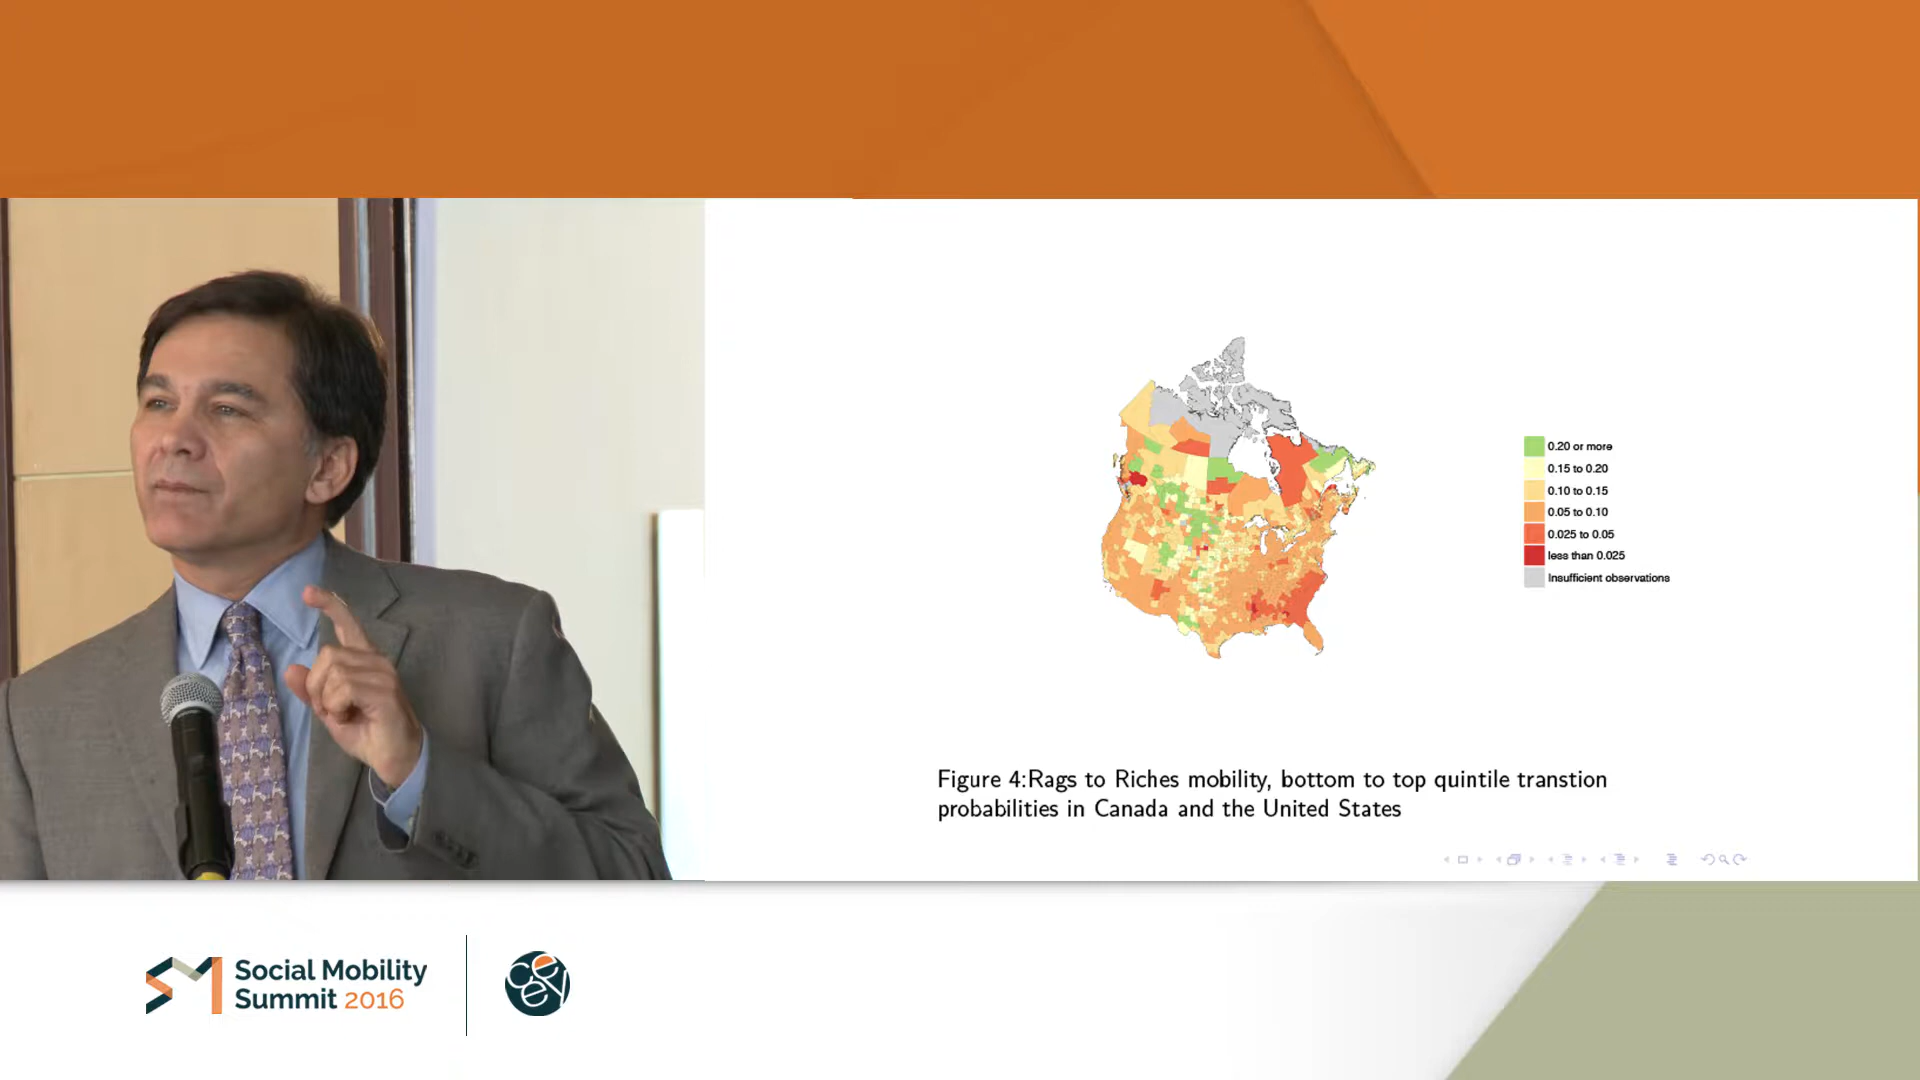 0.20 or more
0.15 to 0.20
0.10 to 0.15
0.05 to 0.10
0.025 to 0.05
less than 0.025
Insufficient observations
Figure 4:Rags to Riches mobility, bottom to top quintile transtion
probabilities in Canada and the United States
SM
Social Mobility
Summit 2016
ceey